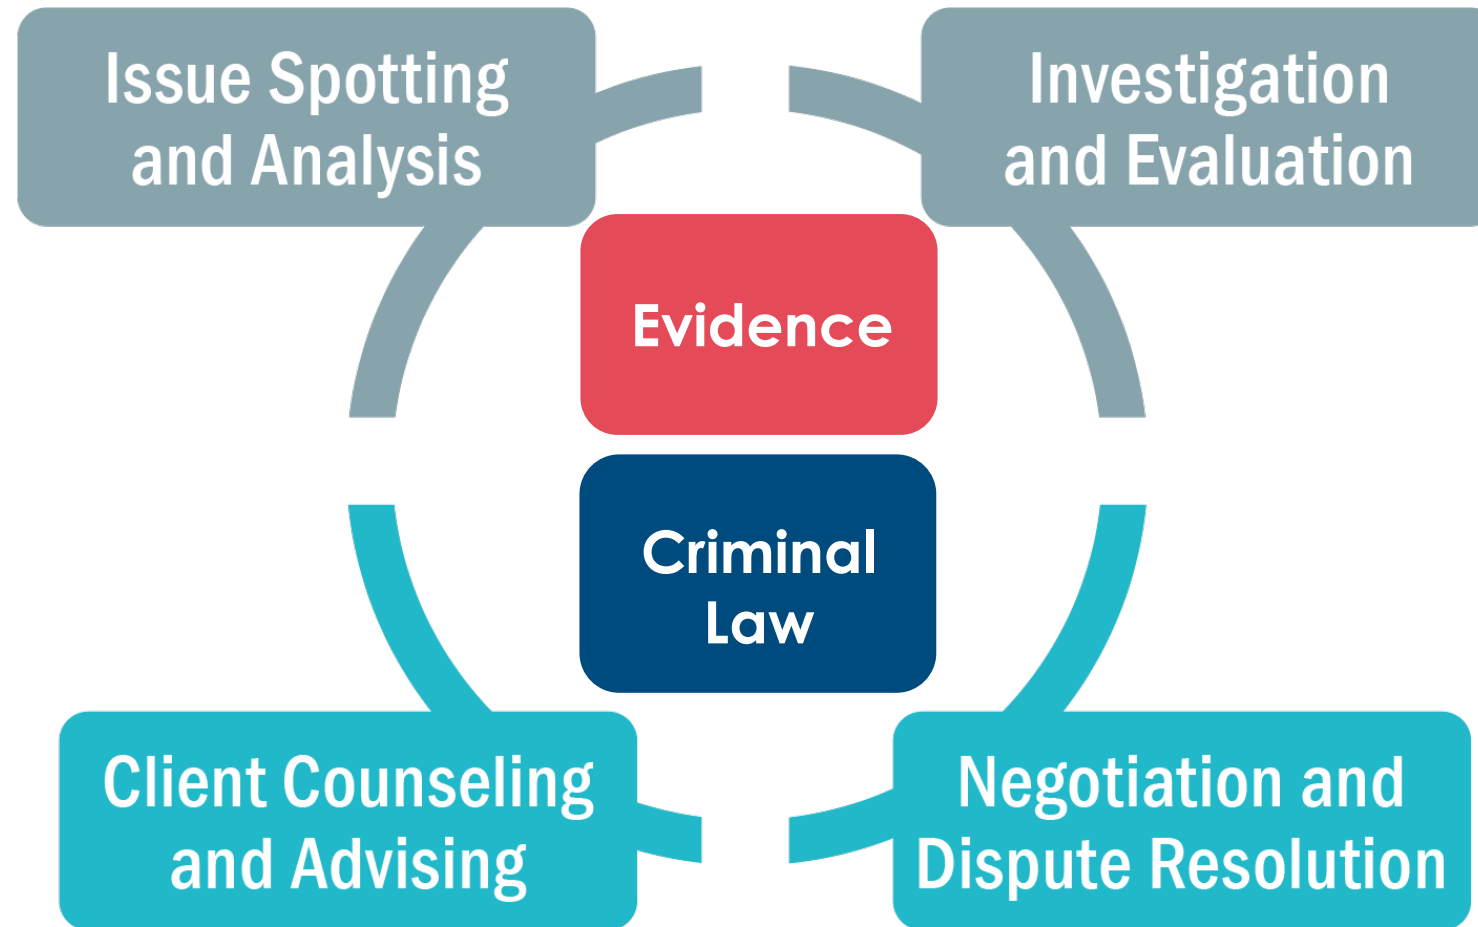 Issue Spotting
and Analysis
Investigation
and Evaluation
Evidence
Criminal
Law
Client Counseling
and Advising
Negotiation and
Dispute Resolution